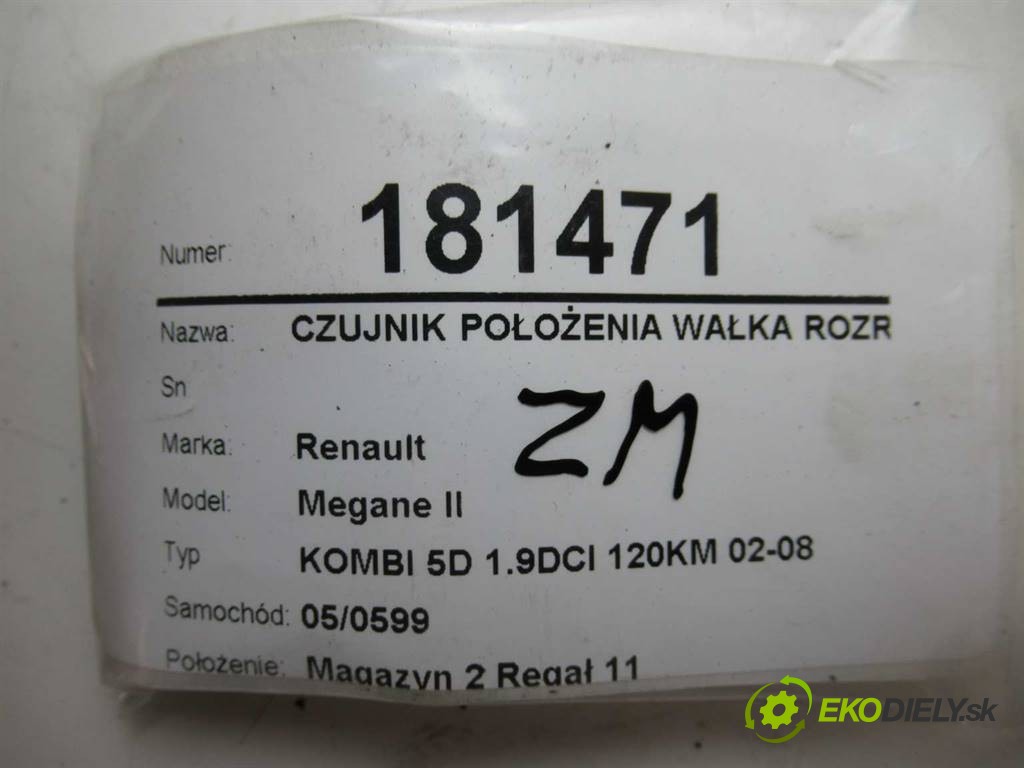 Numer: 181471
Nazwa: CZUJNIK POŁOŻENIA WAŁKA ROZR
Sn
ZM
Marka: Renault
Model: Megane II
Typ KOMBI 5D 1.9DCI 120KM 02-08
Samochód: 05/0599
Położenie: Magazyn 2 Regał 11
EKODIELY.sk